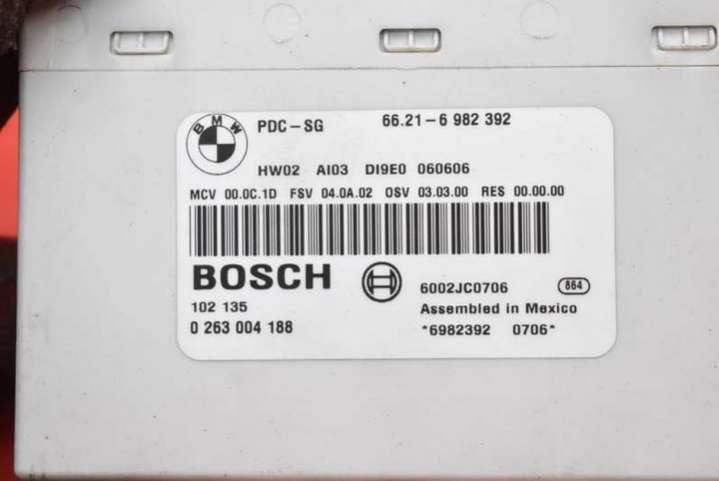 BMW PDC-SG 66.21-6 982 392
HW02 AI03 DI9E0 060606
MCV 00.0C.1D FSV 04.0A.02 OSV 03.03.00 RES 00.00.00
BOSCH
6002JC0706 864
102 135
Assembled in Mexico
0 263 004 188
*6982392 0706*